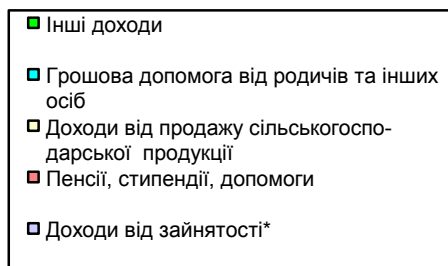 Інші доходи
Грошова допомога від родичів та інших
осіб
Доходи від продажу сільськогоспо-
дарської продукції
Пенсії, стипендії, допомоги
Доходи від зайнятості*